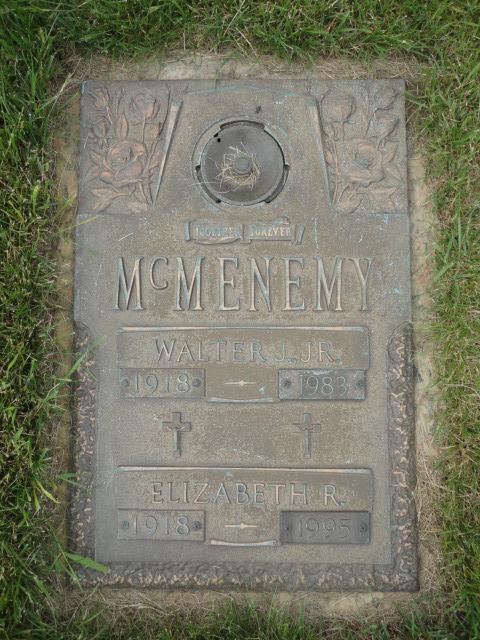 TOGETHER FOREVER
MCMENEMY
WALTER J. JR.
1918 1983
ELIZABETH R.
1918 1995